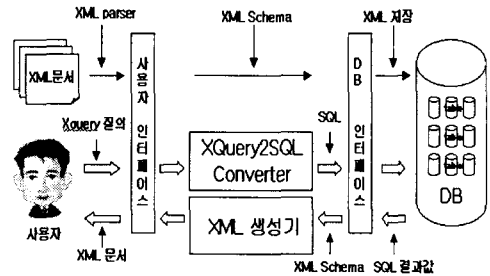 XML parser
XML Schema
XML 저장
XML문서
사용자 인터페이스
DB 인터페이스
Xquery 질의
SQL
XQuery2SQL
Converter
XML 생성기
DB
사용자
XML 문서
XML Schema
SQL 결과값